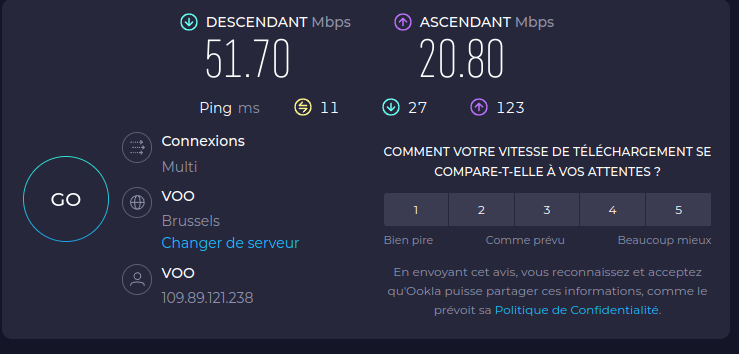 DESCENDANT Mbps
ASCENDANT Mbps
51.70
20.80
Ping ms 11 27 123
Connexions
Multi
VOO
Brussels
Changer de serveur
VOO
109.89.121.238
GO
COMMENT VOTRE VITESSE DE TÉLÉCHARGEMENT SE
COMPARE-T-ELLE À VOS ATTENTES ?
1 2 3 4 5
Bien pire Comme prévu Beaucoup mieux
En envoyant cet avis, vous reconnaissez et acceptez
qu'Ookla puisse partager ces informations, comme le
prévoit sa Politique de Confidentialité.